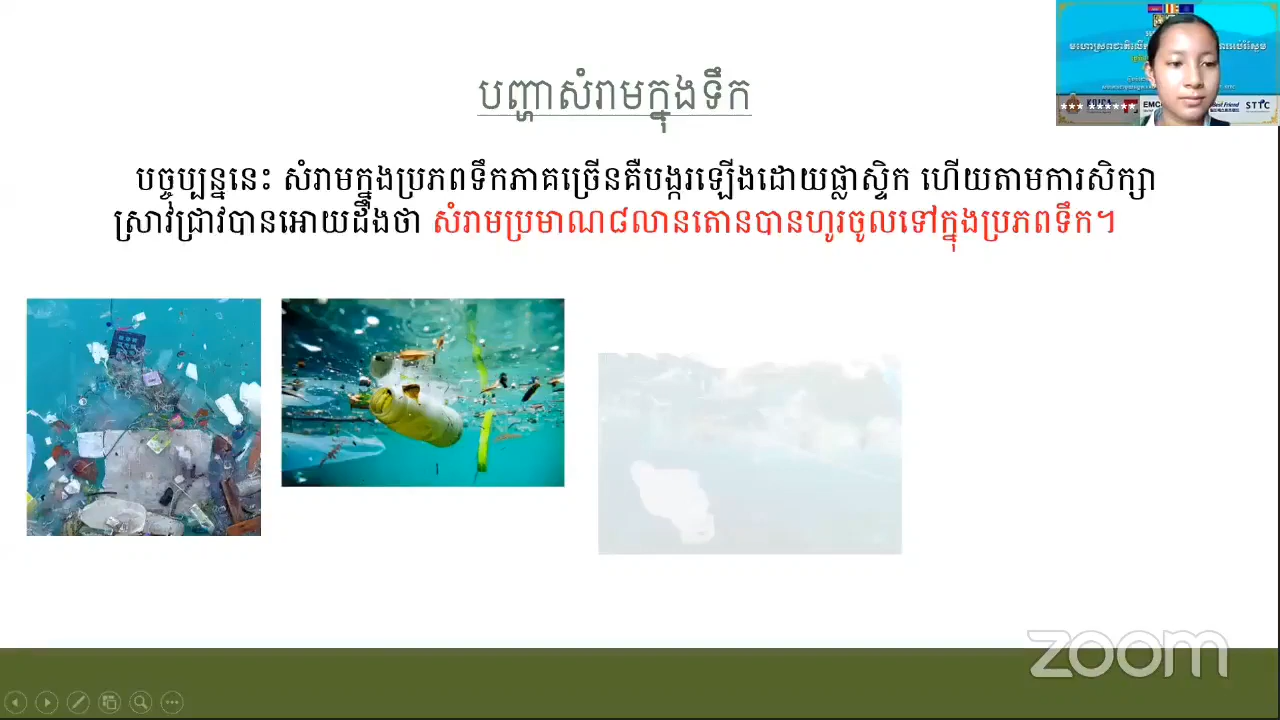 បញ្ហាសំរាមក្នុងទឹក
បច្ចុប្បន្ននេះ សំរាមក្នុងប្រភពទឹកភាគច្រើនគឺបង្ករឡើងដោយផ្លាស្ទិក ហើយតាមការសិក្សា
ស្រាវជ្រាវបានអោយដឹងថា សំរាមប្រមាណ៨លានតោនបានហូរចូលទៅក្នុងប្រភពទឹក។
*** ******
STIC
zoom